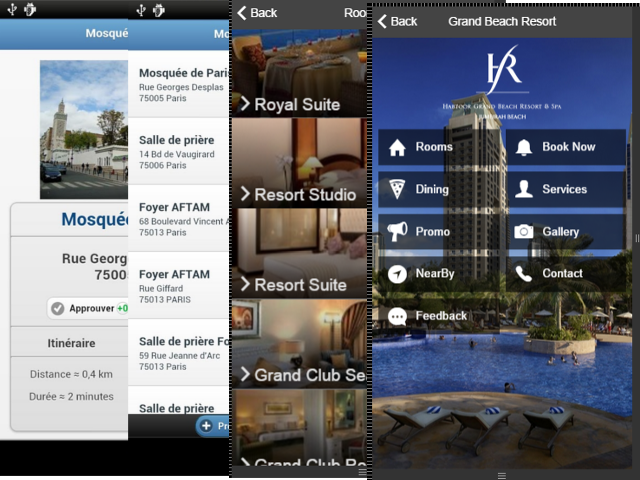 Mosqué
Mosqué
Rue Georg
7500
Approuver +0
Itinéraire
Distance ≈ 0,4 km
Durée ≈ 2 minutes
Mo
Mosquée de Paris
Rue Georges Desplas
75005 Paris
Salle de prière
14 Bd de Vaugirard
75006 Paris
Foyer AFTAM
68 Boulevard Vincent A
75013 Paris
Foyer AFTAM
Rue Giffard
75013 PARIS
Salle de prière Fo
59 Rue Jeanne d'Arc
75013 Paris
Salle de prière
Pr
Back
Roo
Royal Suite
Resort Studio
Resort Suite
Grand Club Se
Grand Club Ro
Back
Grand Beach Resort
HR
Harbour Grand Beach Resort & Spa
Jumeirah Beach
Rooms
Book Now
Dining
Services
Promo
Gallery
NearBy
Contact
Feedback